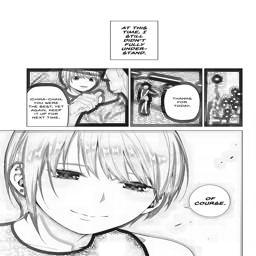 AT THIS
TIME, I
STILL
DIDN'T
FULLY
UNDER-
STAND.
ICHIKA-CHAN,
YOU WERE
THE BEST,
YET
AGAIN. KEEP
IT UP FOR
NEXT TIME.
THANKS
FOR
TODAY.
OF
COURSE.